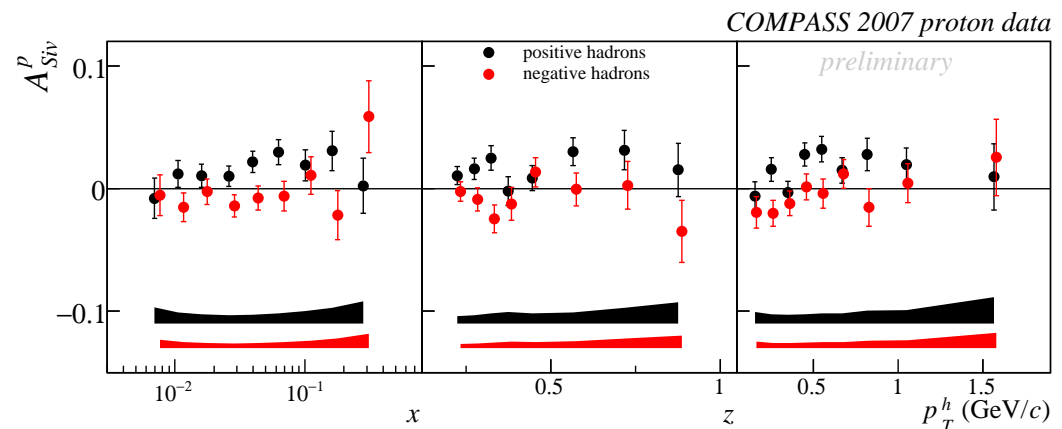 COMPASS 2007 proton data
A^p_Siv
0.1
0
−0.1
positive hadrons
negative hadrons
preliminary
10⁻² 10⁻¹
x
0.5 1
z
0.5 1 1.5
p_T^h (GeV/c)